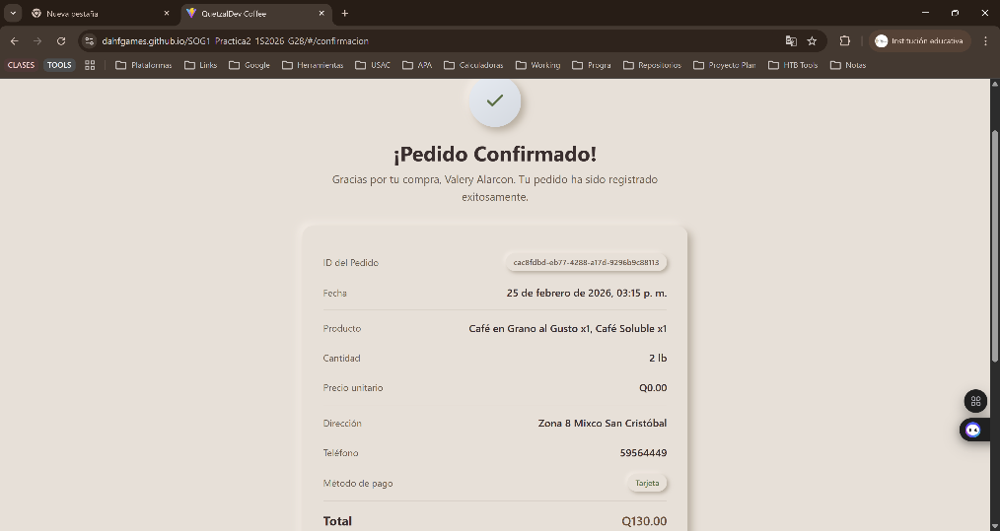 Nueva pestaña
QuetzalDev Coffee
dahfgames.github.io/SOG1_Practica2_1S2026_G28/#/confirmacion
Institución educativa
CLASES TOOLS Plataformas Links Google Herramientas USAC APA Calculadoras Working Progra Repositorios Proyecto Plan HTB Tools Notas
¡Pedido Confirmado!
Gracias por tu compra, Valery Alarcon. Tu pedido ha sido registrado
exitosamente.
ID del Pedido cac8fdbd-eb77-4288-a17d-9296b9c88113
Fecha 25 de febrero de 2026, 03:15 p. m.
Producto Café en Grano al Gusto x1, Café Soluble x1
Cantidad 2 lb
Precio unitario Q0.00
Dirección Zona 8 Mixco San Cristóbal
Teléfono 59564449
Método de pago Tarjeta
Total Q130.00